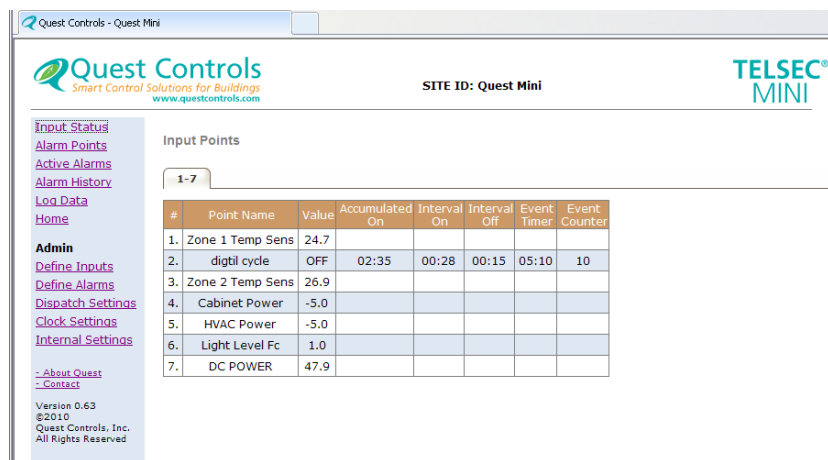 Quest Controls - Quest Mini
Quest Controls
Smart Control Solutions for Buildings
www.questcontrols.com
SITE ID: Quest Mini
TELSEC®
MINI
Input Status
Alarm Points
Active Alarms
Alarm History
Log Data
Home
Admin
Define Inputs
Define Alarms
Dispatch Settings
Clock Settings
Internal Settings
- About Quest
- Contact
Version 0.63
©2010
Quest Controls, Inc.
All Rights Reserved
Input Points
1-7
# Point Name Value Accumulated On Interval On Interval Off Event Timer Event Counter
1. Zone 1 Temp Sens 24.7
2. digtil cycle OFF 02:35 00:28 00:15 05:10 10
3. Zone 2 Temp Sens 26.9
4. Cabinet Power -5.0
5. HVAC Power -5.0
6. Light Level Fc 1.0
7. DC POWER 47.9